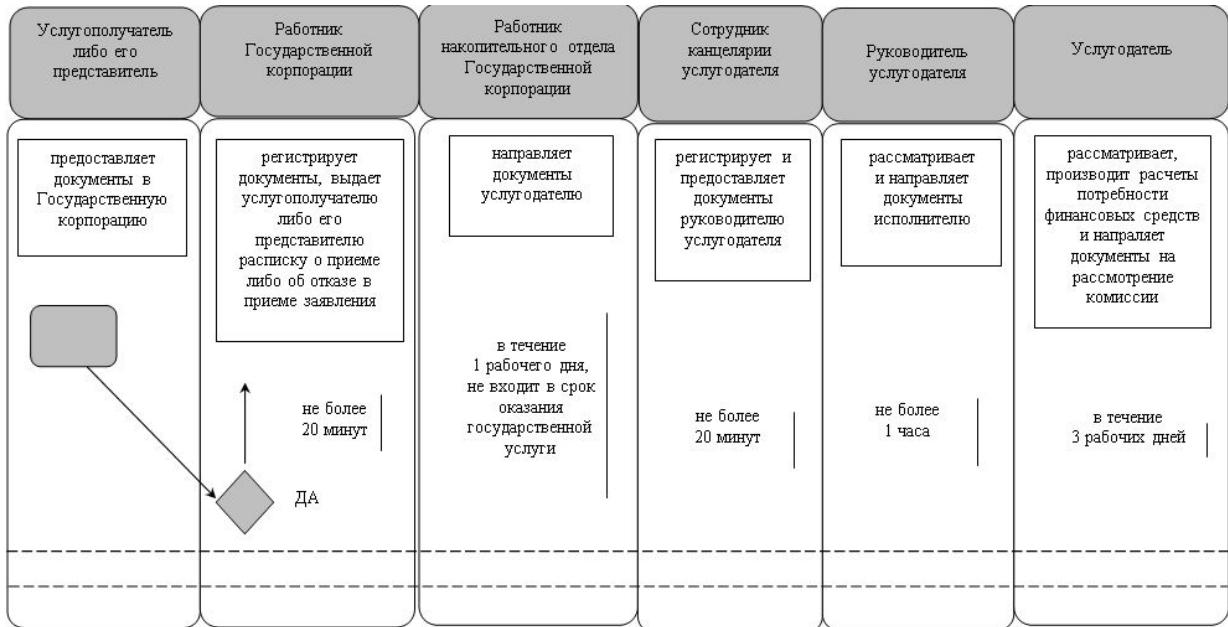 Услугополучатель
либо его
представитель
Работник
Государственной
корпорации
Работник
накопительного отдела
Государственной
корпорации
Сотрудник
канцелярии
услугодателя
Руководитель
услугодателя
Услугодатель
предоставляет
документы в
Государственную
корпорацию
регистрирует
документы, выдает
услугополучателю
либо его
представителю
расписку о приеме
либо об отказе в
приеме заявления
направляет
документы
услугодателю
регистрирует и
предоставляет
документы
руководителю
услугодателя
рассматривает
и направляет
документы
исполнителю
рассматривает,
производит расчеты
потребности
финансовых средств
и напраляет
документы на
рассмотрение
комиссии
не более
20 минут
в течение
1 рабочего дня,
не входит в срок
оказания
государственной
услуги
не более
20 минут
не более
1 часа
в течение
3 рабочих дней
ДА